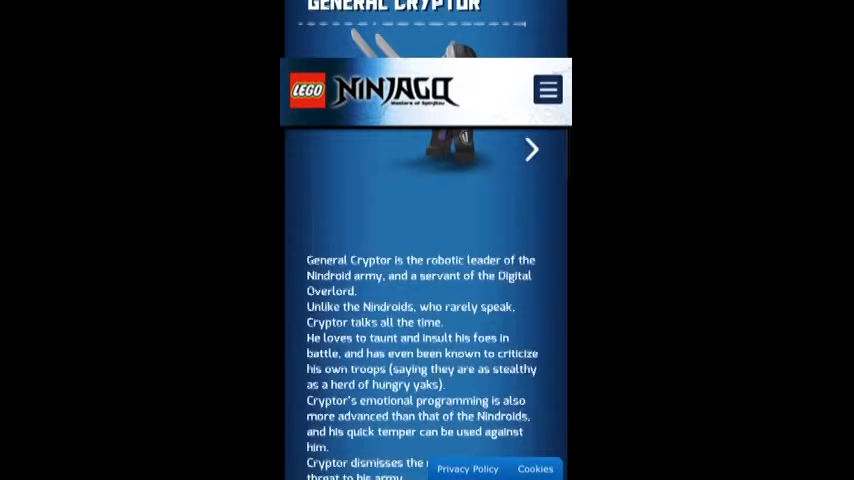 GENERAL CRYPTOR
LEGO NINJAGO
Masters of Spinjitzu
General Cryptor is the robotic leader of the
Nindroid army, and a servant of the Digital
Overlord.
Unlike the Nindroids, who rarely speak,
Cryptor talks all the time.
He loves to taunt and insult his foes in
battle, and has even been known to criticize
his own troops (saying they are as stealthy
as a herd of hungry yaks).
Cryptor's emotional programming is also
more advanced than that of the Nindroids,
and his quick temper can be used against
him.
Cryptor dismisses the
threat to his army
Privacy Policy Cookies